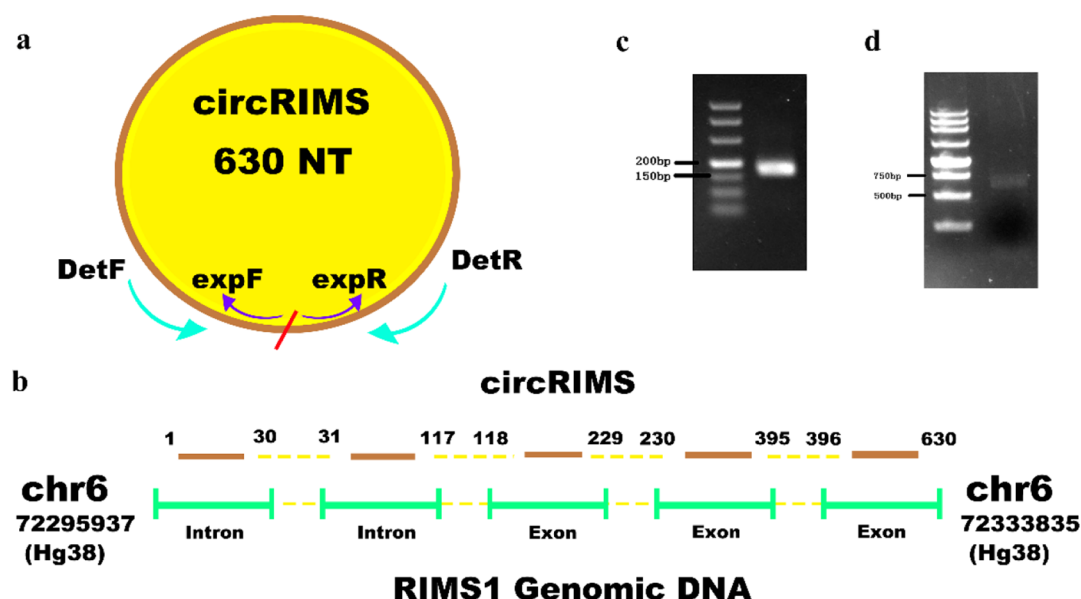 a
circRIMS
630 NT
DetF
expF
expR
DetR
c
200bp
150bp
d
750bp
500bp
b
circRIMS
1
30
31
117
118
229
230
395
396
630
chr6
72295937
(Hg38)
Intron
Intron
Exon
Exon
Exon
chr6
72333835
(Hg38)
RIMS1 Genomic DNA